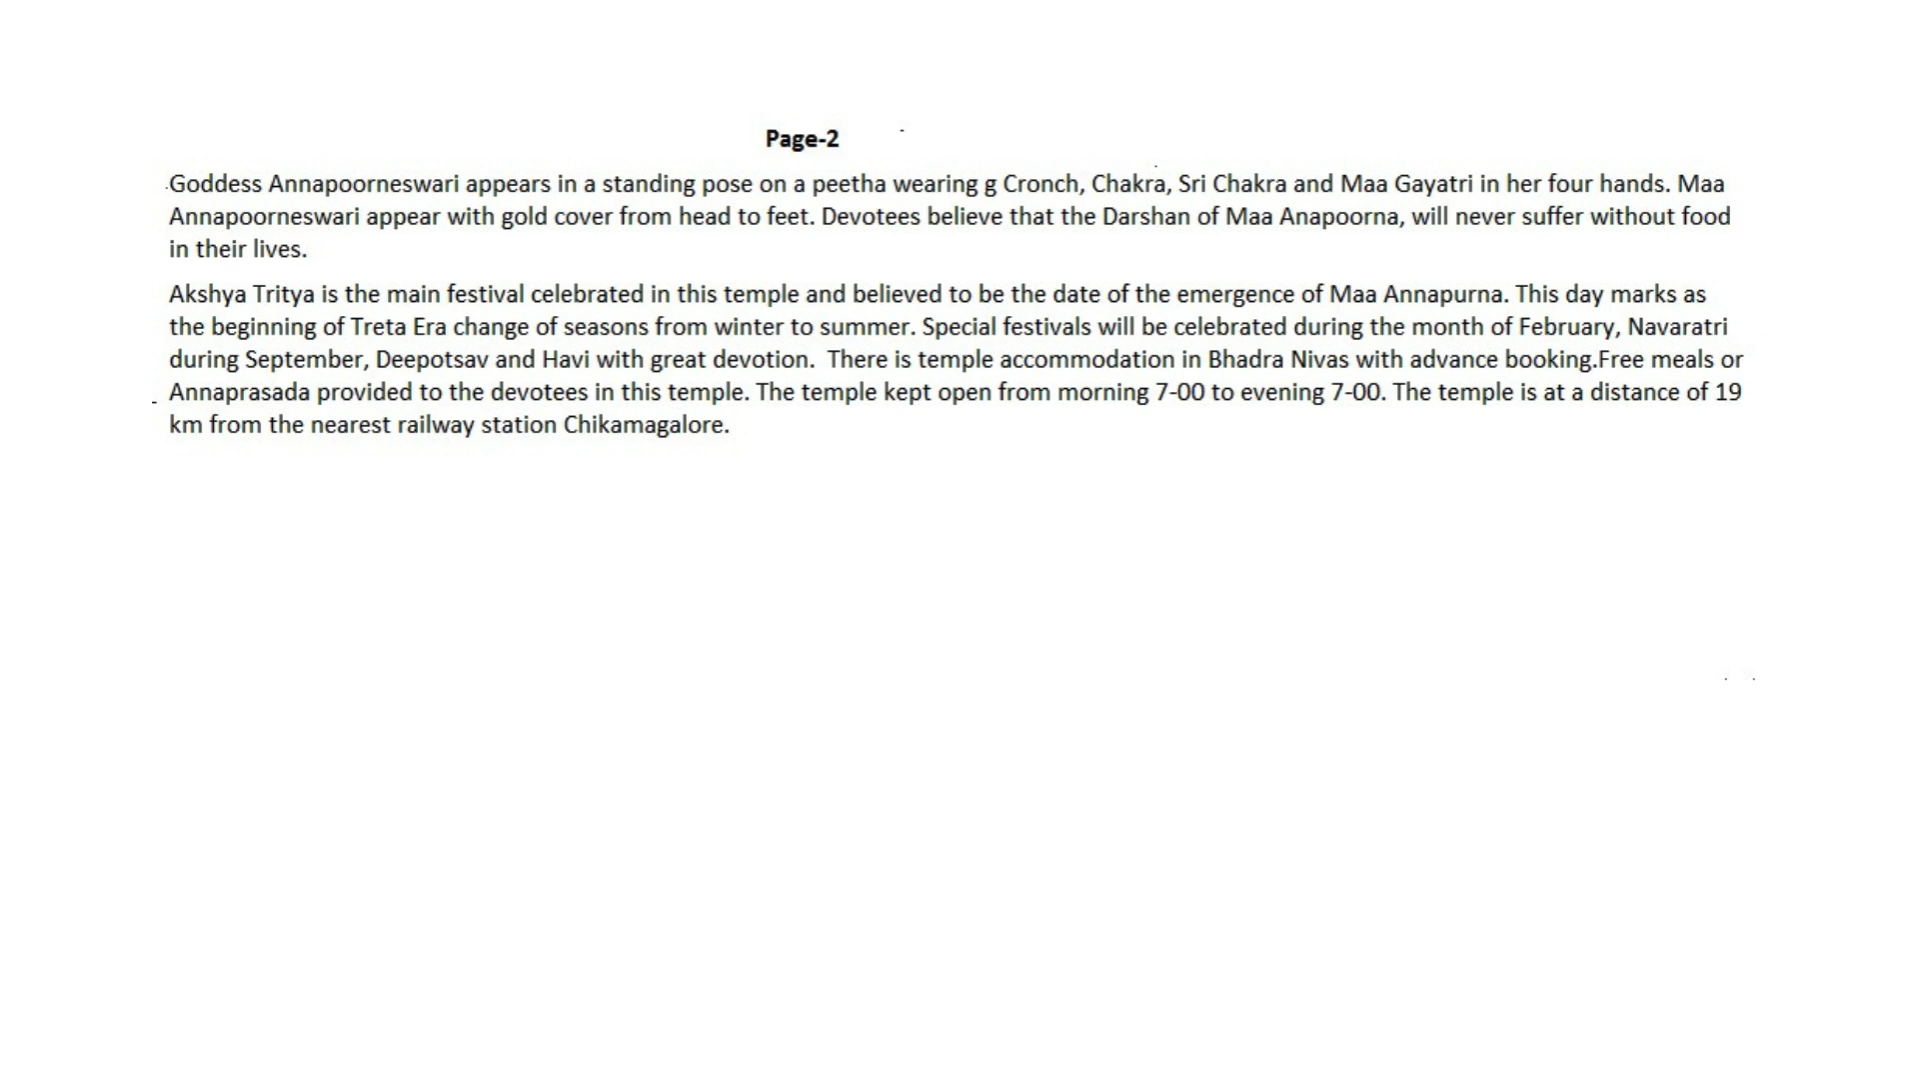 Page-2
Goddess Annapoorneswari appears in a standing pose on a peetha wearing g Cronch, Chakra, Sri Chakra and Maa Gayatri in her four hands. Maa
Annapoorneswari appear with gold cover from head to feet. Devotees believe that the Darshan of Maa Anapoorna, will never suffer without food
in their lives.
Akshya Tritya is the main festival celebrated in this temple and believed to be the date of the emergence of Maa Annapurna. This day marks as
the beginning of Treta Era change of seasons from winter to summer. Special festivals will be celebrated during the month of February, Navaratri
during September, Deepotsav and Havi with great devotion.  There is temple accommodation in Bhadra Nivas with advance booking.Free meals or
Annaprasada provided to the devotees in this temple. The temple kept open from morning 7-00 to evening 7-00. The temple is at a distance of 19
km from the nearest railway station Chikamagalore.